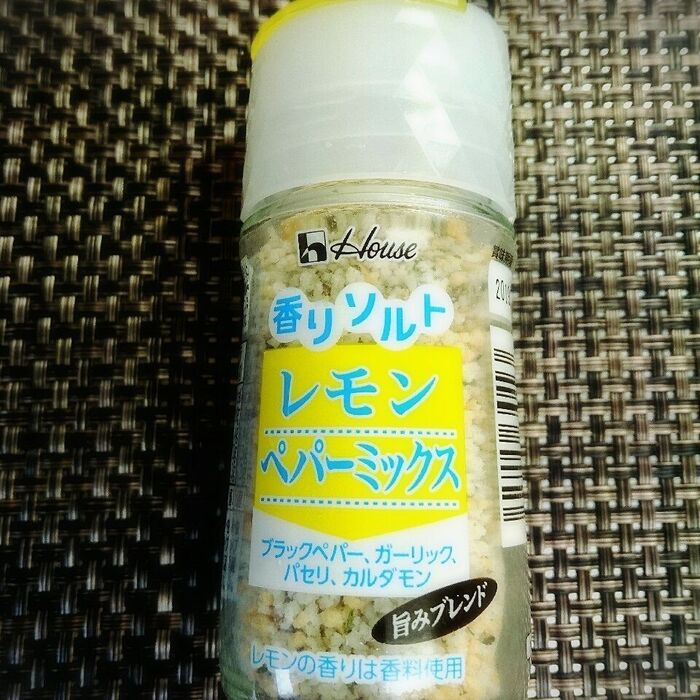 House
香りソルト
レモン
ペパーミックス
ブラックペパー、ガーリック、
パセリ、カルダモン
旨みブレンド
レモンの香りは香料使用